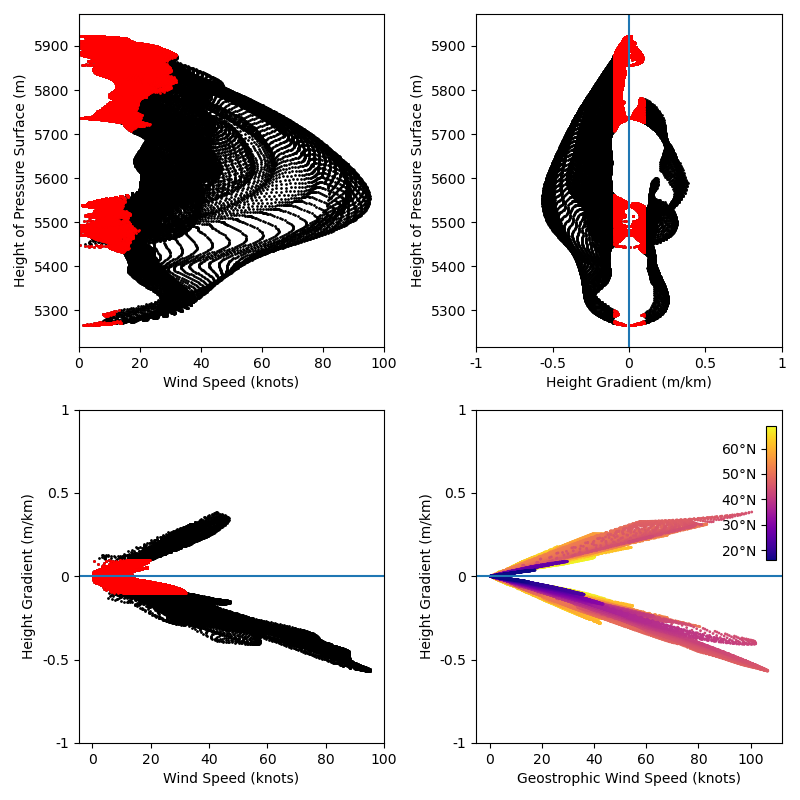 5900
5800
5700
5600
5500
5400
5300
Height of Pressure Surface (m)
0 20 40 60 80 100
Wind Speed (knots)
5900
5800
5700
5600
5500
5400
5300
Height of Pressure Surface (m)
-1 -0.5 0 0.5 1
Height Gradient (m/km)
1
0.5
0
-0.5
-1
Height Gradient (m/km)
0 20 40 60 80 100
Wind Speed (knots)
1
0.5
0
-0.5
-1
Height Gradient (m/km)
60°N
50°N
40°N
30°N
20°N
0 20 40 60 80 100
Geostrophic Wind Speed (knots)